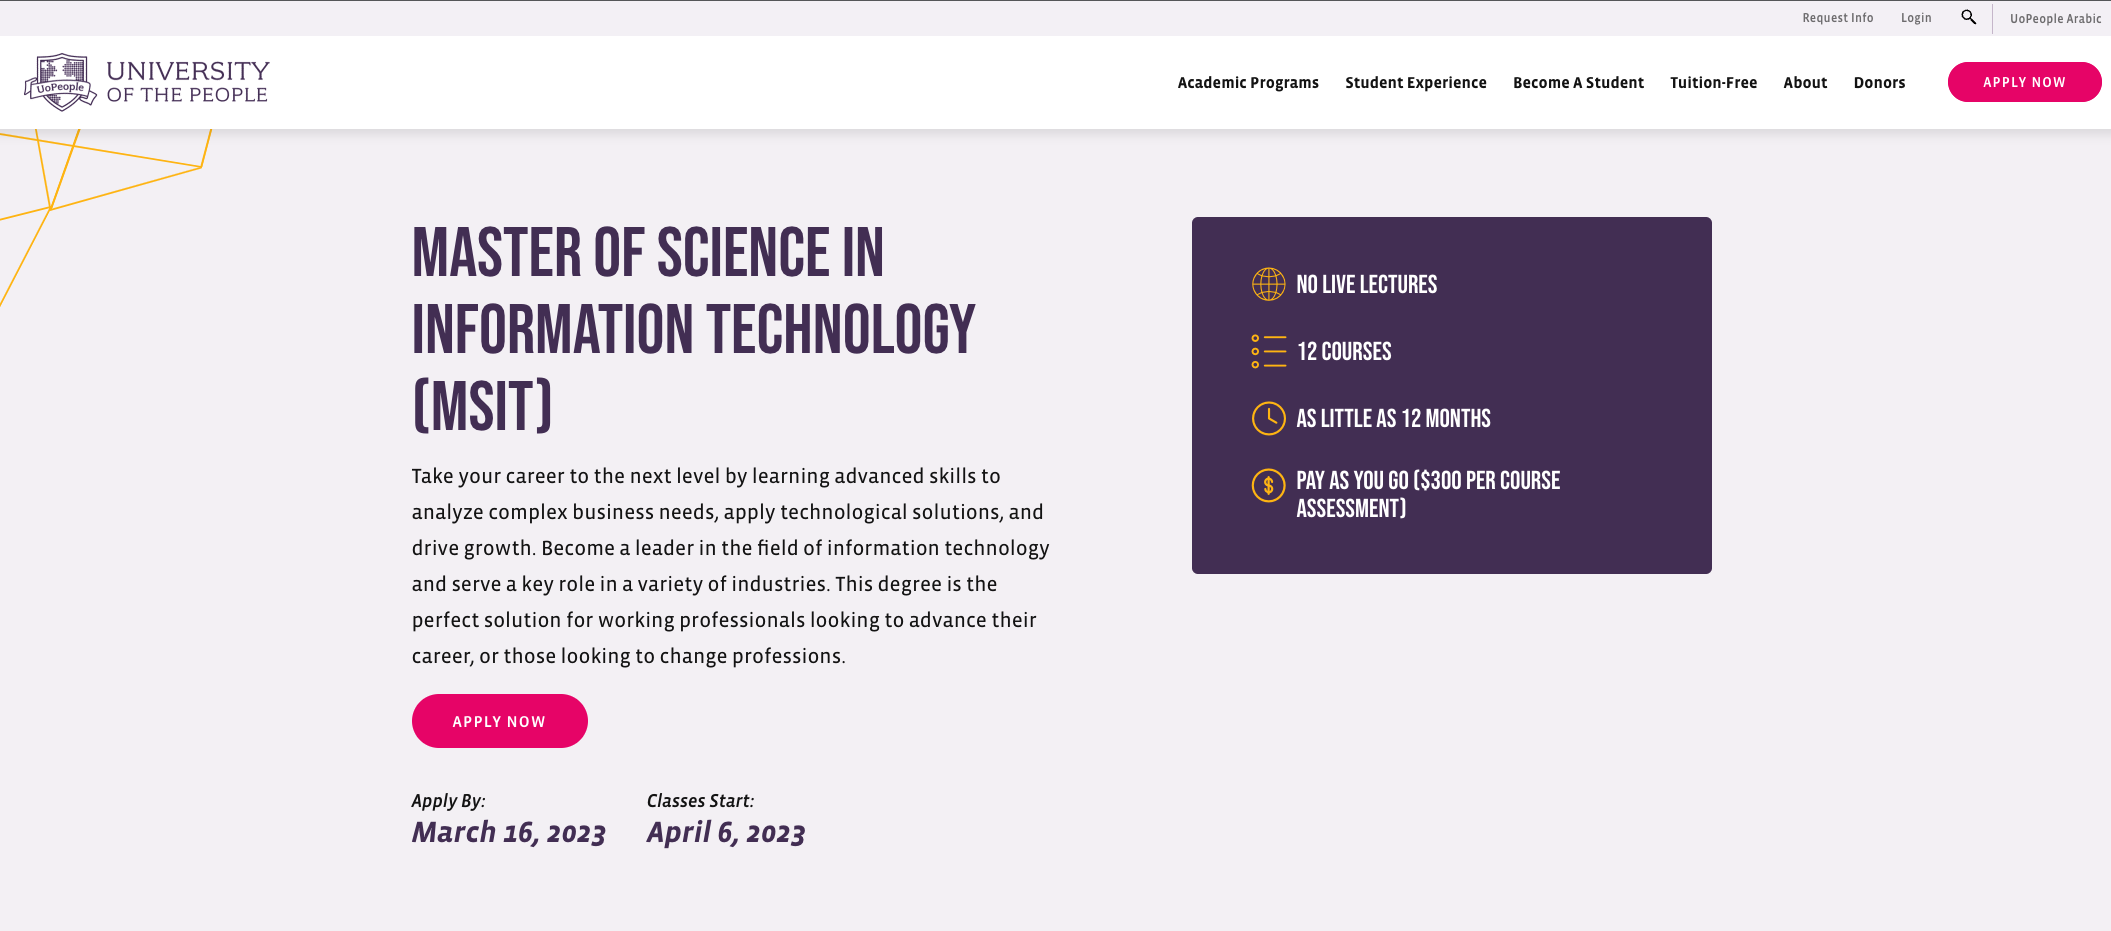 Request Info
Login
UoPeople Arabic
UoPeople
UNIVERSITY
OF THE PEOPLE
Academic Programs
Student Experience
Become A Student
Tuition-Free
About
Donors
APPLY NOW
MASTER OF SCIENCE IN
INFORMATION TECHNOLOGY
(MSIT)
Take your career to the next level by learning advanced skills to
analyze complex business needs, apply technological solutions, and
drive growth. Become a leader in the field of information technology
and serve a key role in a variety of industries. This degree is the
perfect solution for working professionals looking to advance their
career, or those looking to change professions.
APPLY NOW
Apply By:
March 16, 2023
Classes Start:
April 6, 2023
NO LIVE LECTURES
12 COURSES
AS LITTLE AS 12 MONTHS
$
PAY AS YOU GO ($300 PER COURSE
ASSESSMENT)